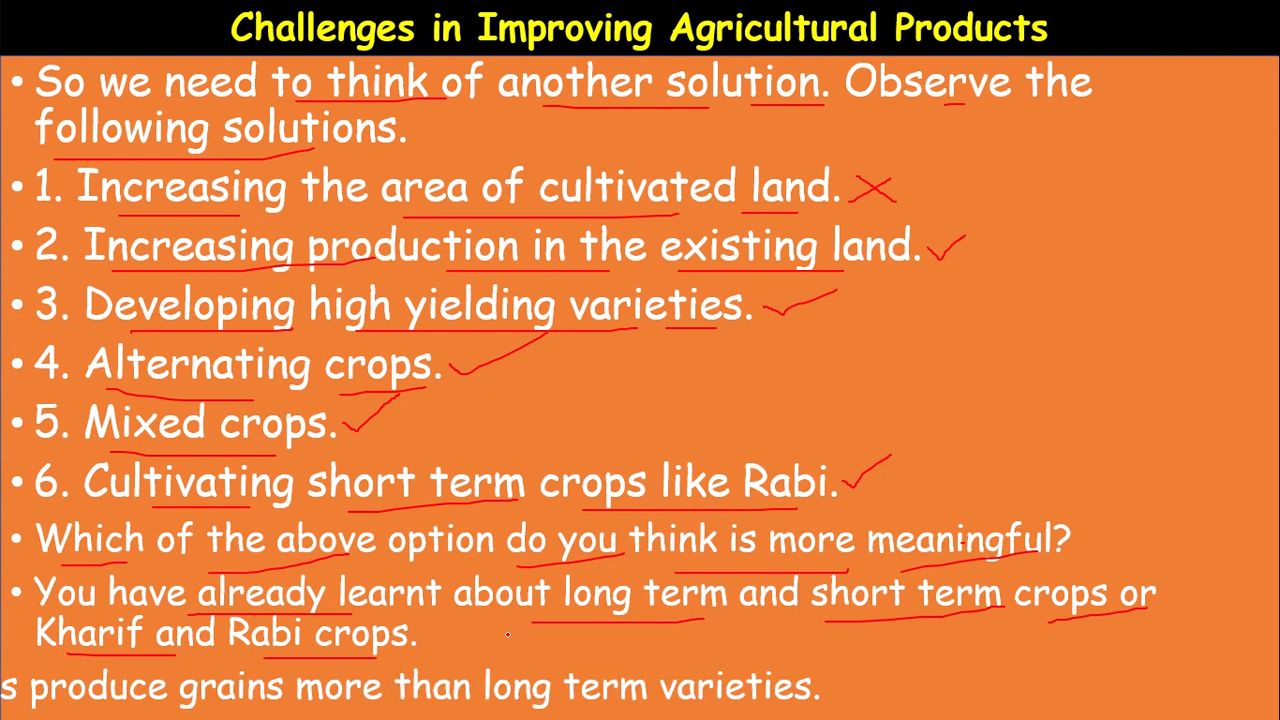 Challenges in Improving Agricultural Products
• So we need to think of another solution. Observe the
following solutions.
• 1. Increasing the area of cultivated land.
• 2. Increasing production in the existing land.
• 3. Developing high yielding varieties.
• 4. Alternating crops.
• 5. Mixed crops.
• 6. Cultivating short term crops like Rabi.
• Which of the above option do you think is more meaningful?
• You have already learnt about long term and short term crops or
Kharif and Rabi crops.
s produce grains more than long term varieties.